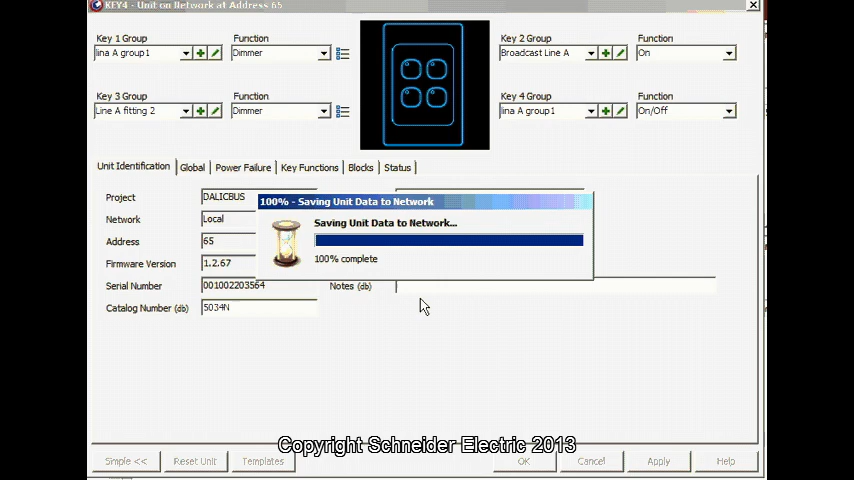 KEY4 - Unit on Network at Address 65
Key 1 Group
Function
Key 2 Group
Function
lina A group1
Dimmer
Broadcast Line A
On
Key 3 Group
Function
Key 4 Group
Function
Line A fitting 2
Dimmer
lina A group1
On/Off
Unit Identification
Global
Power Failure
Key Functions
Blocks
Status
Project
DALICBUS
100% - Saving Unit Data to Network
Network
Local
Saving Unit Data to Network...
Address
65
Firmware Version
1.2.67
100% complete
Serial Number
001002203564
Notes (db)
Catalog Number (db)
5034N
Copyright Schneider Electric 2013
Simple <<
Reset Unit
Templates
OK
Cancel
Apply
Help